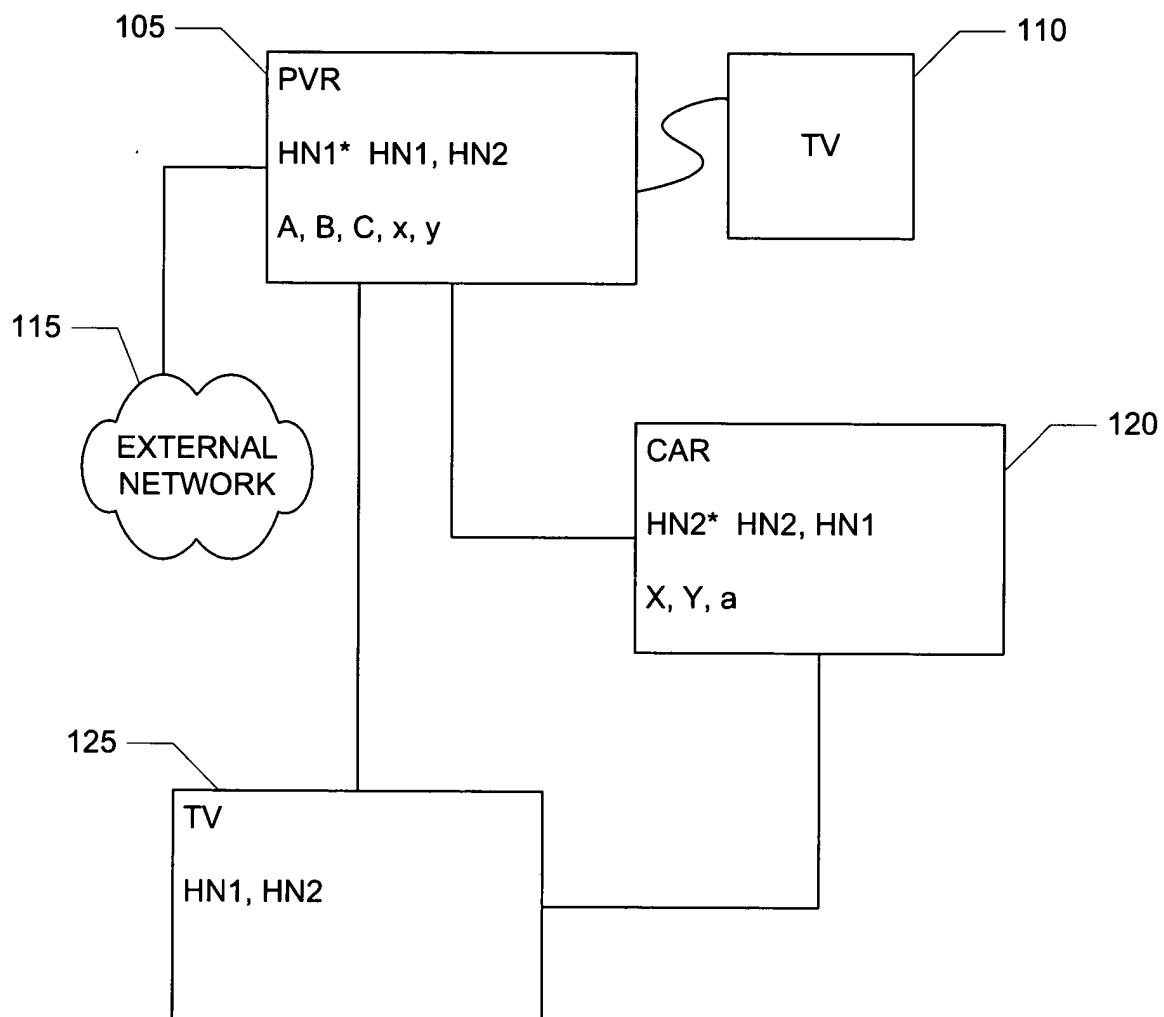 105
PVR
HN1* HN1, HN2
A, B, C, x, y
110
TV
115
EXTERNAL
NETWORK
120
CAR
HN2* HN2, HN1
X, Y, a
125
TV
HN1, HN2